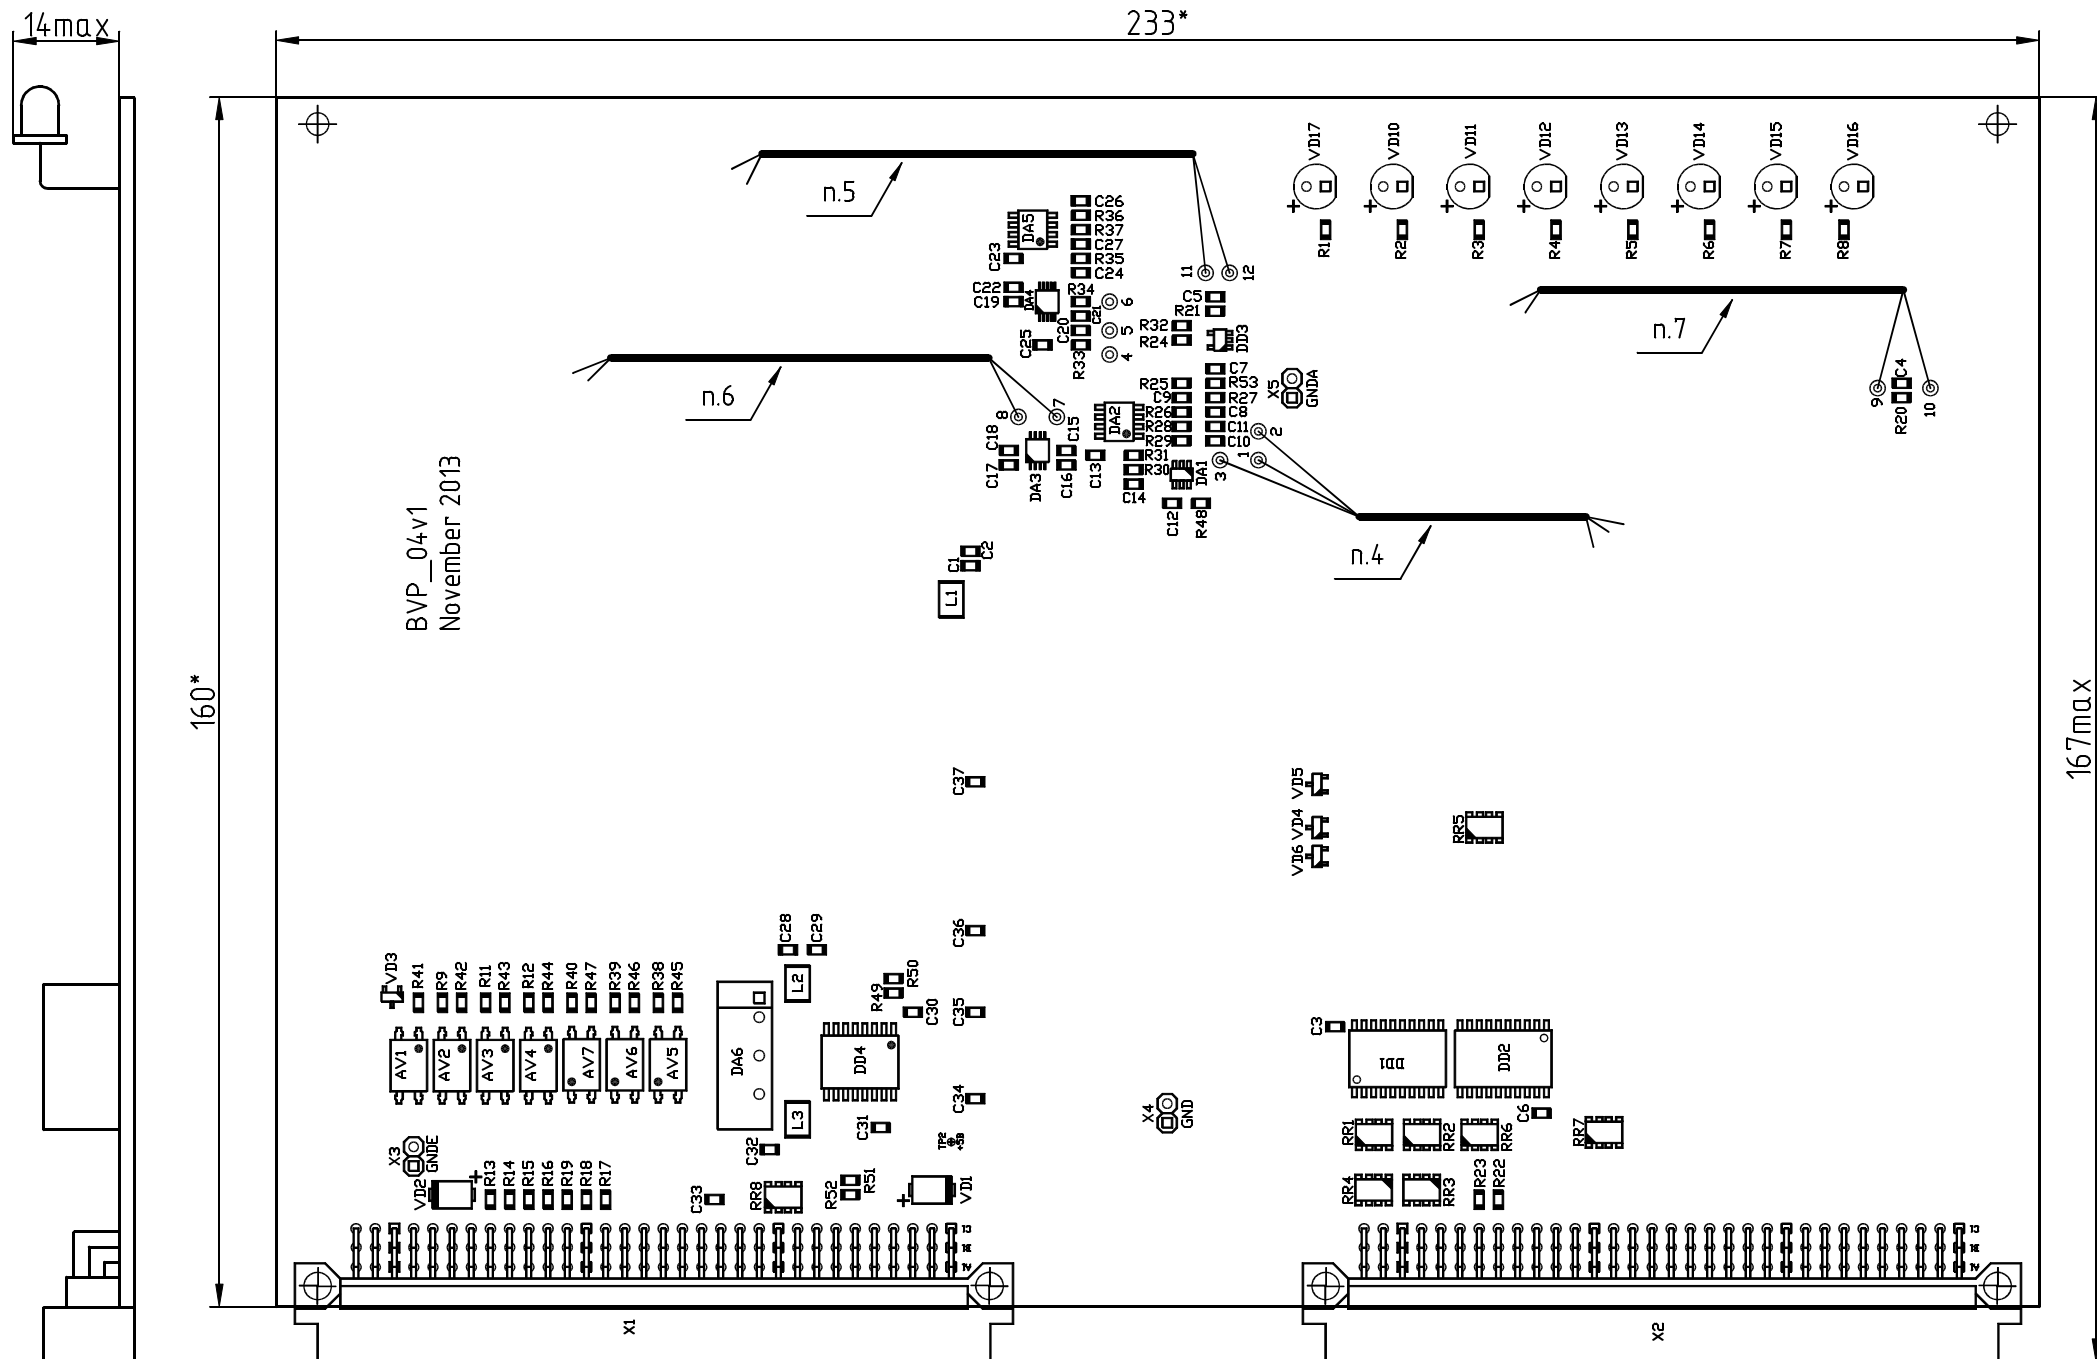 14max
233*
VD17
VD10
VD11
VD12
VD13
VD14
VD15
VD16
+
+
+
+
+
+
+
+
R1
R2
R3
R4
R5
R6
R7
R8
n.5
DA5
C26
R36
R37
C27
R35
C24
C23
C22
C19
DA4
R34
C21
C20
C25
R33
6
5
4
11
12
C5
R21
R32
R24
DD3
n.7
n.6
8
7
C7
R25
R53
C9
R27
R26
C8
R28
C11
R29
C10
DA2
X5
GNDA
C4
R20
9
10
C18
C17
DA3
C15
C16
C13
R31
R30
C14
DA1
C12
R48
2
1
3
n.4
BVP_04v1
November 2013
C2
C1
L1
160*
167max
C37
VD5
VD4
VD6
RR5
C36
C28
C29
VD3
R41
R9
R42
R11
R43
R12
R44
R40
R47
R39
R46
R38
R45
L2
R50
R49
C30
C35
C3
AV1
AV2
AV3
AV4
AV7
AV6
AV5
DA6
DD4
DD1
DD2
C34
L3
C31
C32
TP2
+5B
X4
GND
C6
RR1
RR2
RR6
RR7
X3
GNDE
VD2
+
R13
R14
R15
R16
R19
R18
R17
C33
RR8
R52
R51
+
VD1
RR4
RR3
R23
R22
C1
B1
A1
C1
B1
A1
X1
X2